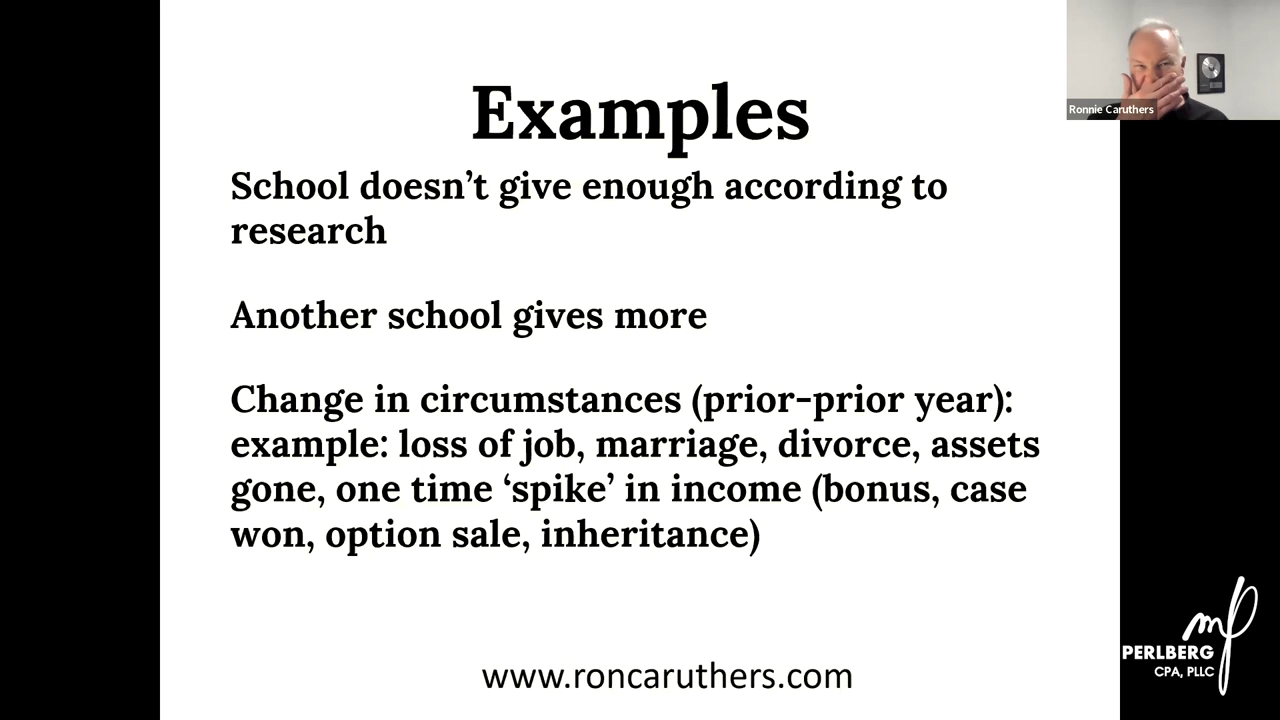 Examples
School doesn’t give enough according to
research
Another school gives more
Change in circumstances (prior-prior year):
example: loss of job, marriage, divorce, assets
gone, one time ‘spike’ in income (bonus, case
won, option sale, inheritance)
www.roncaruthers.com
Ronnie Caruthers
mp
PERLBERG
CPA, PLLC